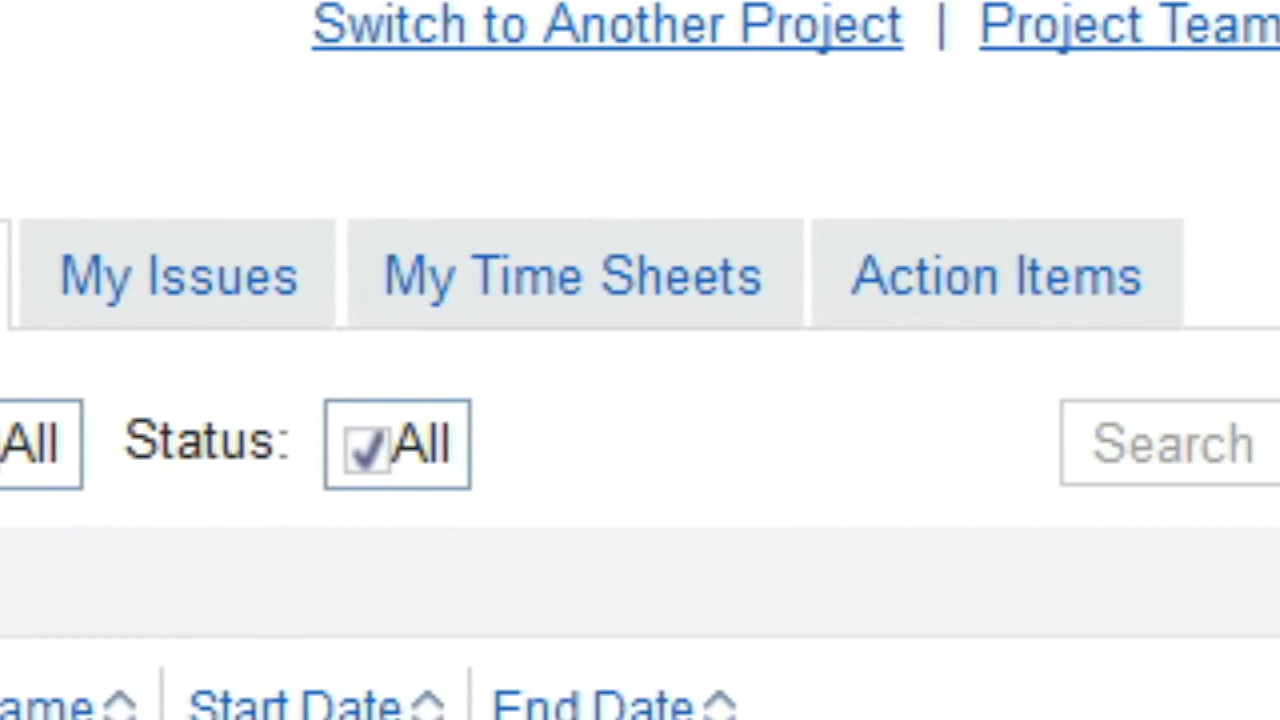 Switch to Another Project | Project Team
My Issues My Time Sheets Action Items
All Status: All Search
ame Start Date End Date